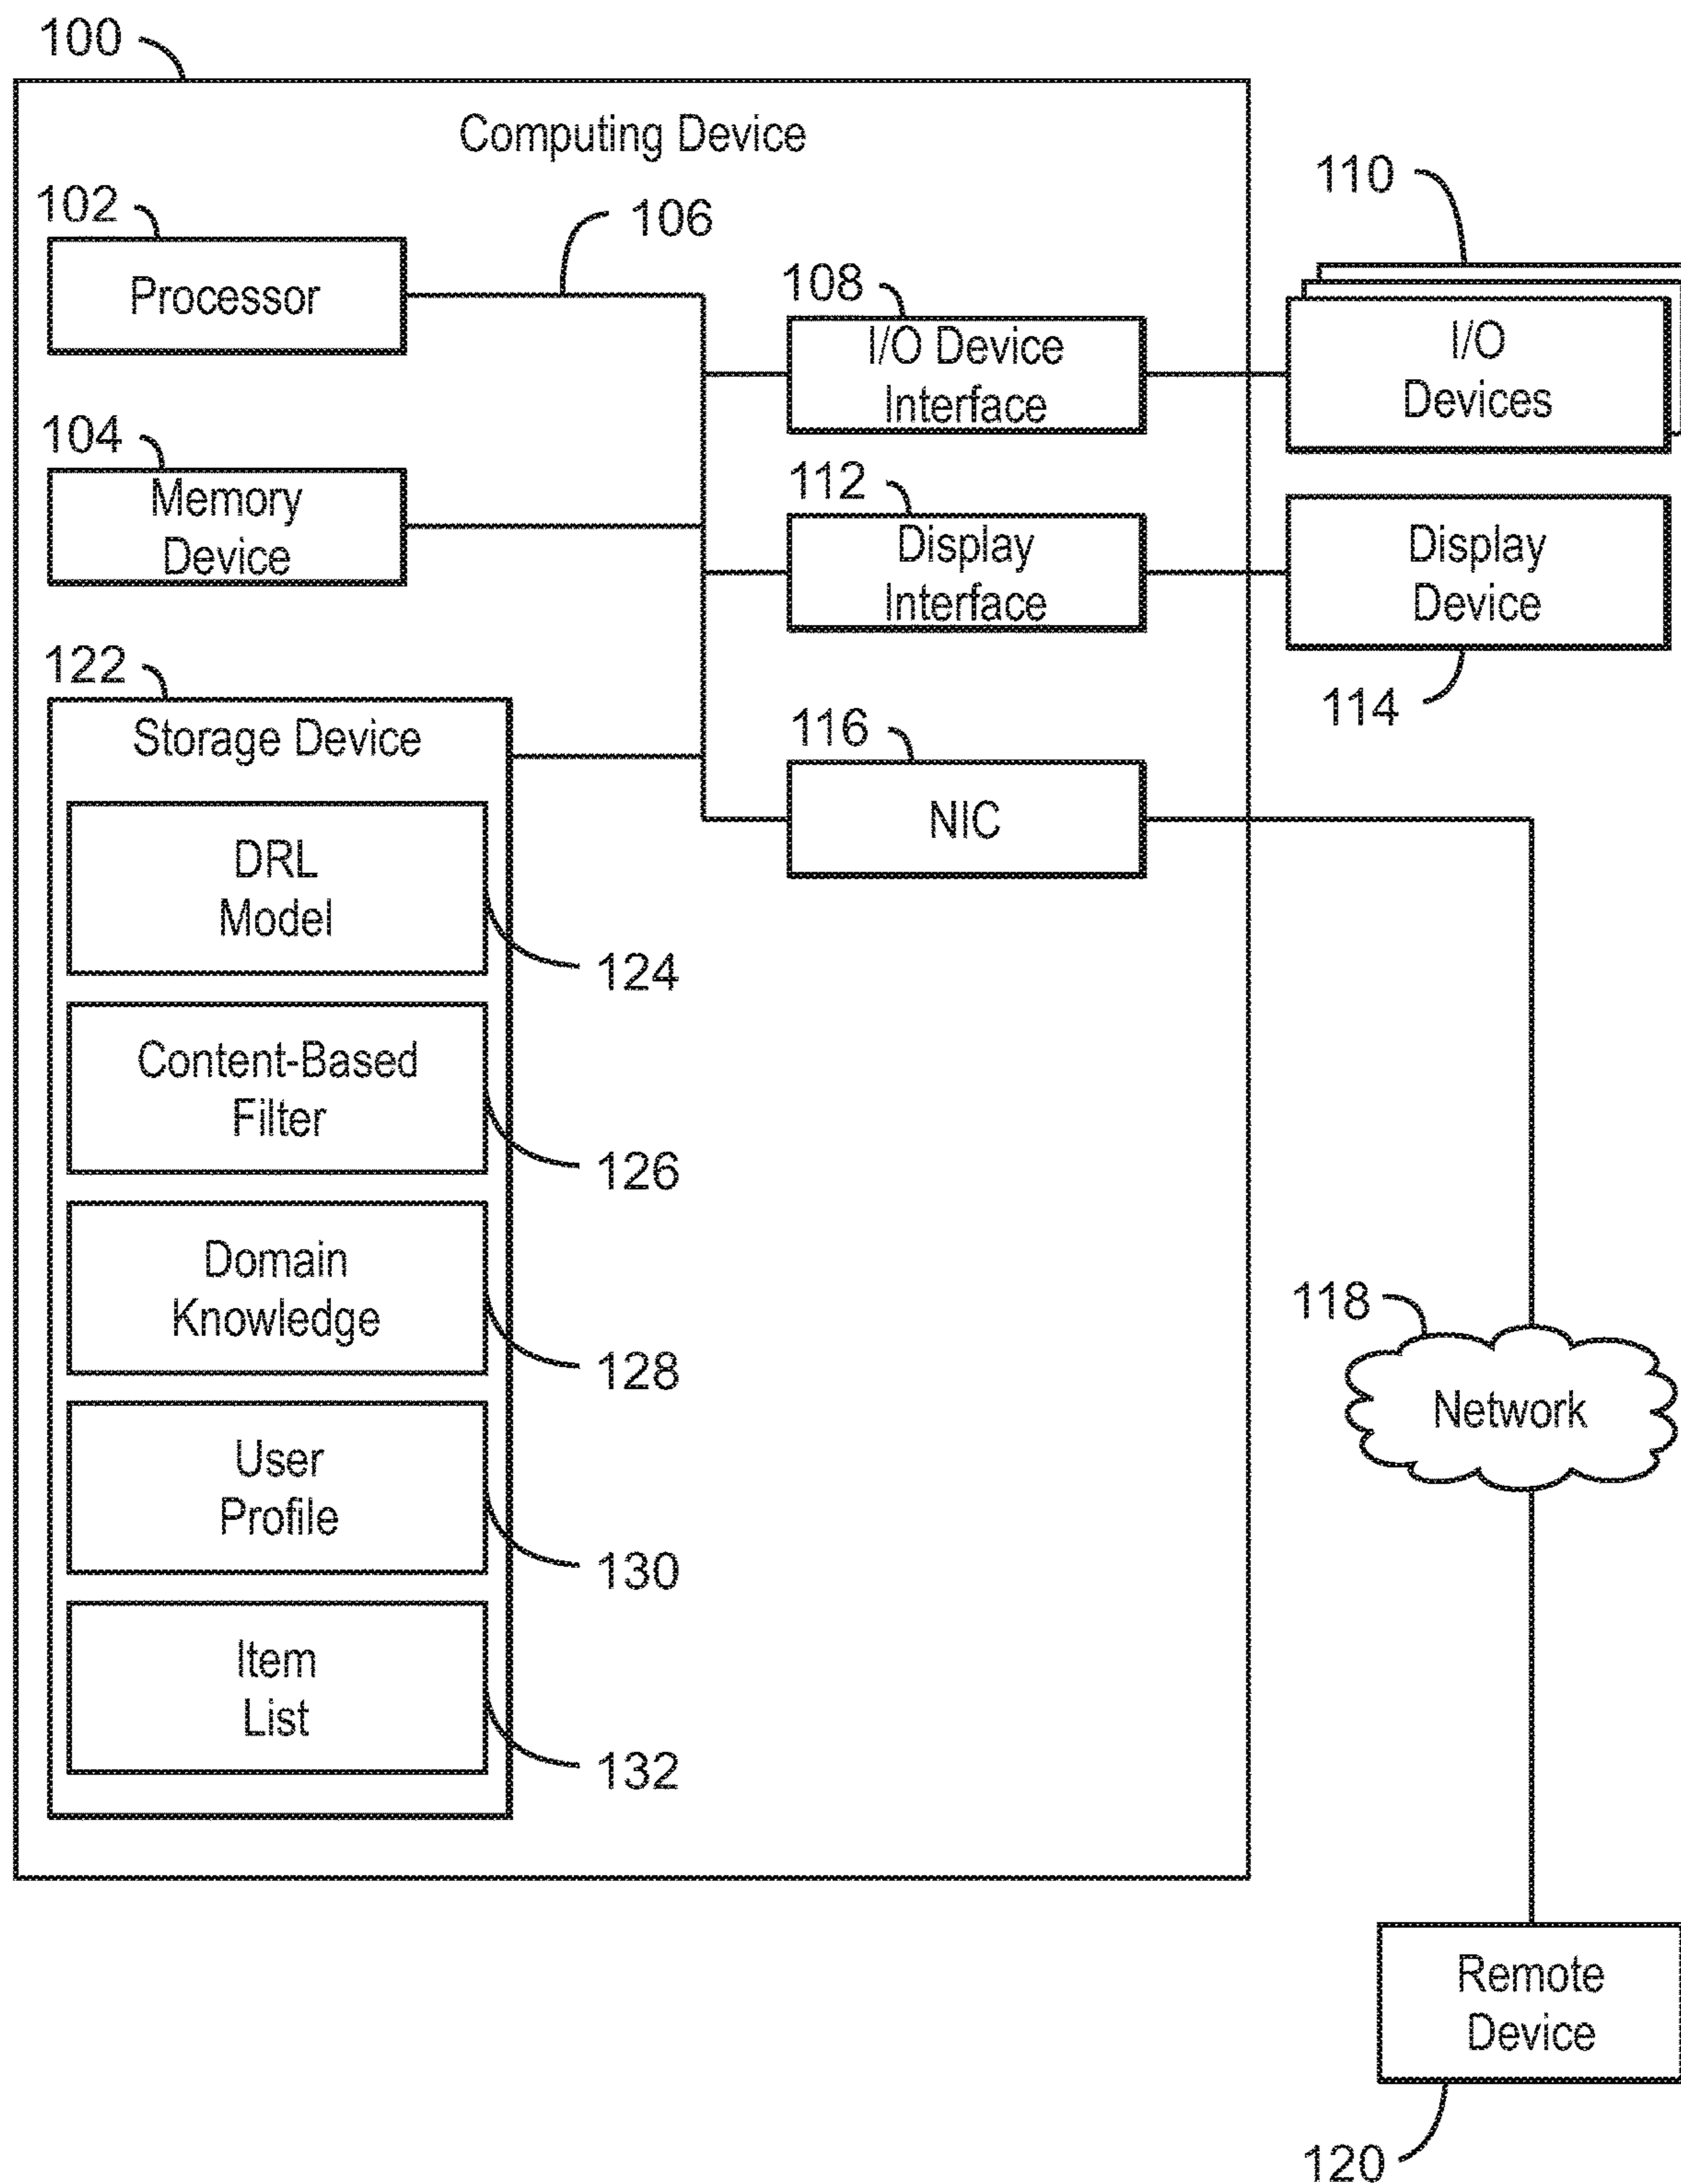 100
Computing Device
102
Processor
106
108
I/O Device
Interface
110
I/O
Devices
104
Memory
Device
112
Display
Interface
Display
Device
114
122
Storage Device
116
NIC
DRL
Model
124
Content-Based
Filter
126
Domain
Knowledge
128
118
Network
User
Profile
130
Item
List
132
Remote
Device
120